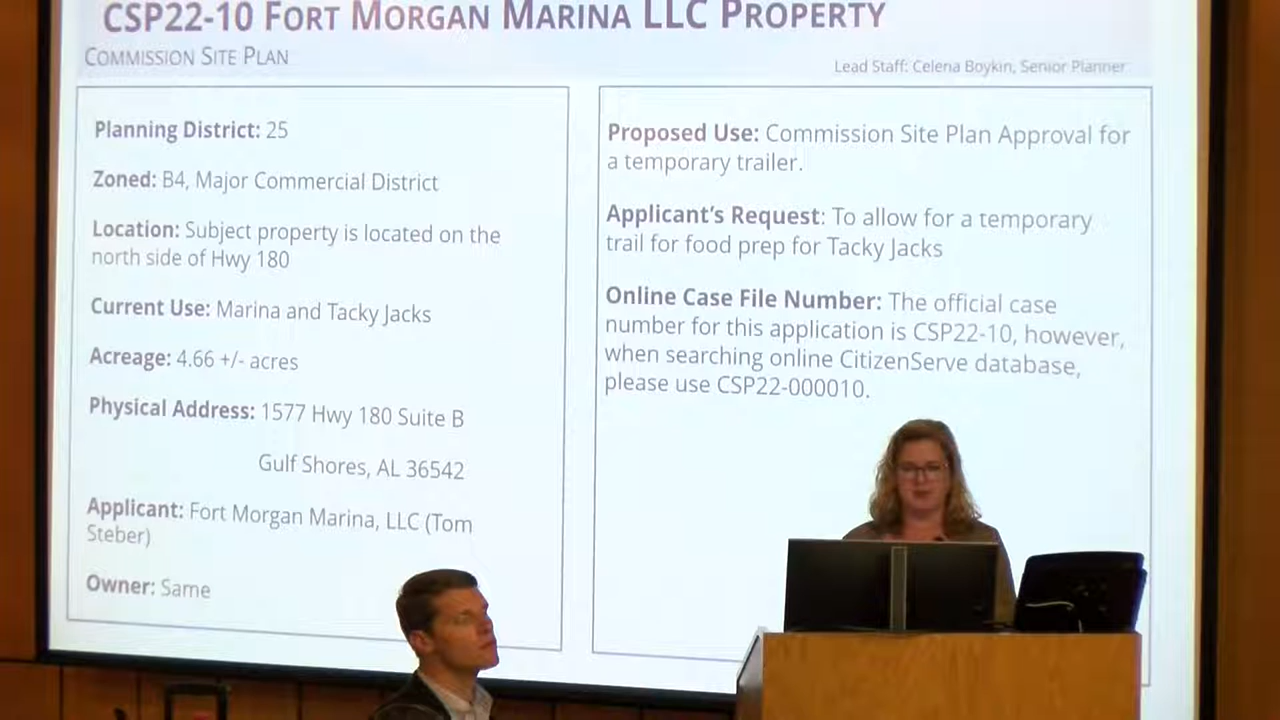 CSP22-10 FORT MORGAN MARINA LLC PROPERTY
COMMISSION SITE PLAN
Lead Staff: Celena Boykin, Senior Planner
Planning District: 25
Zoned: B4, Major Commercial District
Location: Subject property is located on the
north side of Hwy 180
Current Use: Marina and Tacky Jacks
Acreage: 4.66 +/- acres
Physical Address: 1577 Hwy 180 Suite B
Gulf Shores, AL 36542
Applicant: Fort Morgan Marina, LLC (Tom
Steber)
Owner: Same
Proposed Use: Commission Site Plan Approval for
a temporary trailer.
Applicant's Request: To allow for a temporary
trail for food prep for Tacky Jacks
Online Case File Number: The official case
number for this application is CSP22-10, however,
when searching online CitizenServe database,
please use CSP22-000010.